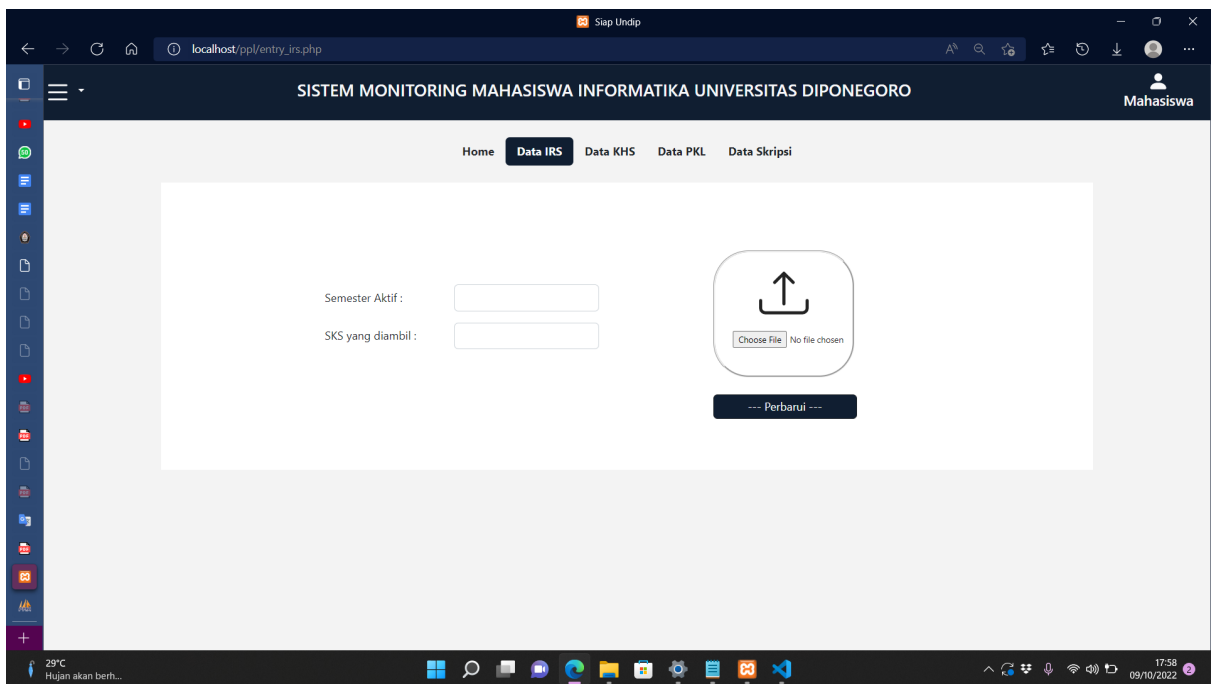 Siap Undip
localhost/ppl/entry_irs.php
SISTEM MONITORING MAHASISWA INFORMATIKA UNIVERSITAS DIPONEGORO
Mahasiswa
Home Data IRS Data KHS Data PKL Data Skripsi
Semester Aktif :
SKS yang diambil :
Choose File No file chosen
--- Perbarui ---
29°C
Hujan akan berh...
17:58
09/10/2022
2